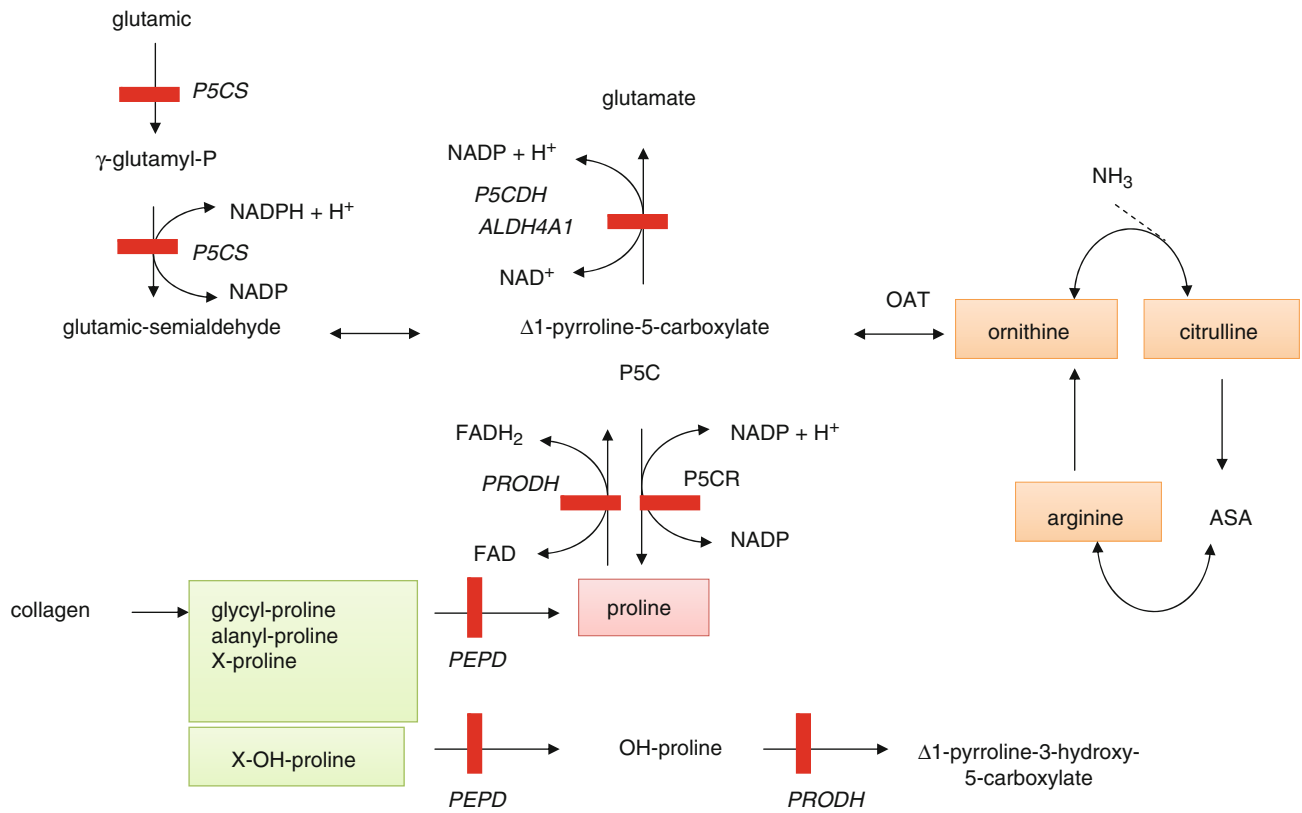 glutamic
P5CS
γ-glutamyl-P
NADPH + H⁺
P5CS
NADP
glutamic-semialdehyde
glutamate
NADP + H⁺
P5CDH
ALDH4A1
NAD⁺
Δ1-pyrroline-5-carboxylate
P5C
OAT
NH₃
ornithine
citrulline
arginine
ASA
FADH₂
PRODH
FAD
NADP + H⁺
P5CR
NADP
collagen
glycyl-proline
alanyl-proline
X-proline
PEPD
proline
X-OH-proline
PEPD
OH-proline
PRODH
Δ1-pyrroline-3-hydroxy-
5-carboxylate